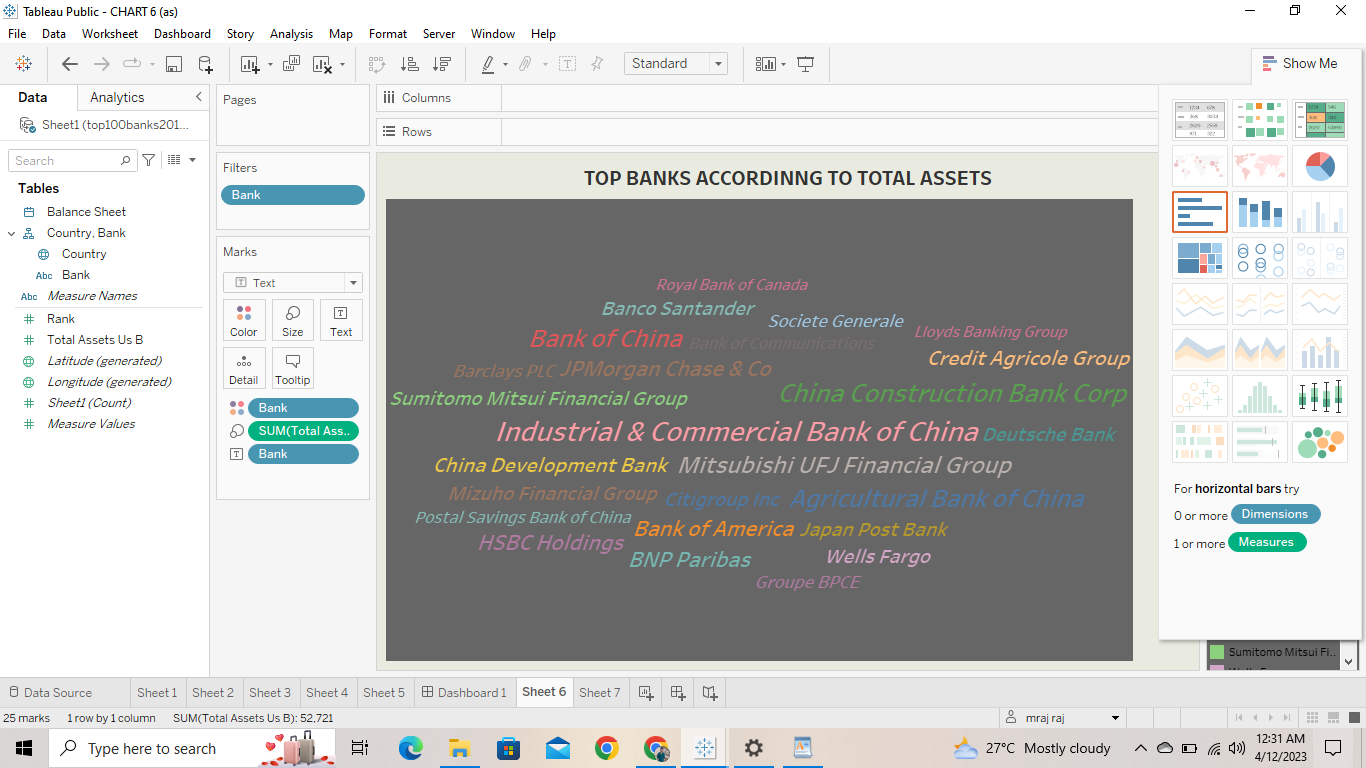 Tableau Public - CHART 6 (as)
File Data Worksheet Dashboard Story Analysis Map Format Server Window Help
Standard
Show Me
Data Analytics
Sheet1 (top100banks201...
Search
Tables
Balance Sheet
Country, Bank
Country
Abc Bank
Abc Measure Names
Rank
Total Assets Us B
Latitude (generated)
Longitude (generated)
Sheet1 (Count)
Measure Values
Pages
Filters
Bank
Marks
Text
Color Size Text
Detail Tooltip
Bank
SUM(Total Ass..
Bank
Columns
Rows
TOP BANKS ACCORDINNG TO TOTAL ASSETS
Royal Bank of Canada
Banco Santander
Societe Generale
Bank of China
Bank of Communications
Lloyds Banking Group
Credit Agricole Group
Barclays PLC
JPMorgan Chase & Co
Sumitomo Mitsui Financial Group
China Construction Bank Corp
Industrial & Commercial Bank of China
Deutsche Bank
China Development Bank
Mitsubishi UFJ Financial Group
Mizuho Financial Group
Citigroup Inc
Agricultural Bank of China
Postal Savings Bank of China
Bank of America
Japan Post Bank
HSBC Holdings
BNP Paribas
Wells Fargo
Groupe BPCE
For horizontal bars try
0 or more Dimensions
1 or more Measures
Sumitomo Mitsui Fi..
Data Source Sheet 1 Sheet 2 Sheet 3 Sheet 4 Sheet 5 Dashboard 1 Sheet 6 Sheet 7
25 marks 1 row by 1 column SUM(Total Assets Us B): 52,721
mraj raj
Type here to search
27°C Mostly cloudy
12:31 AM
4/12/2023